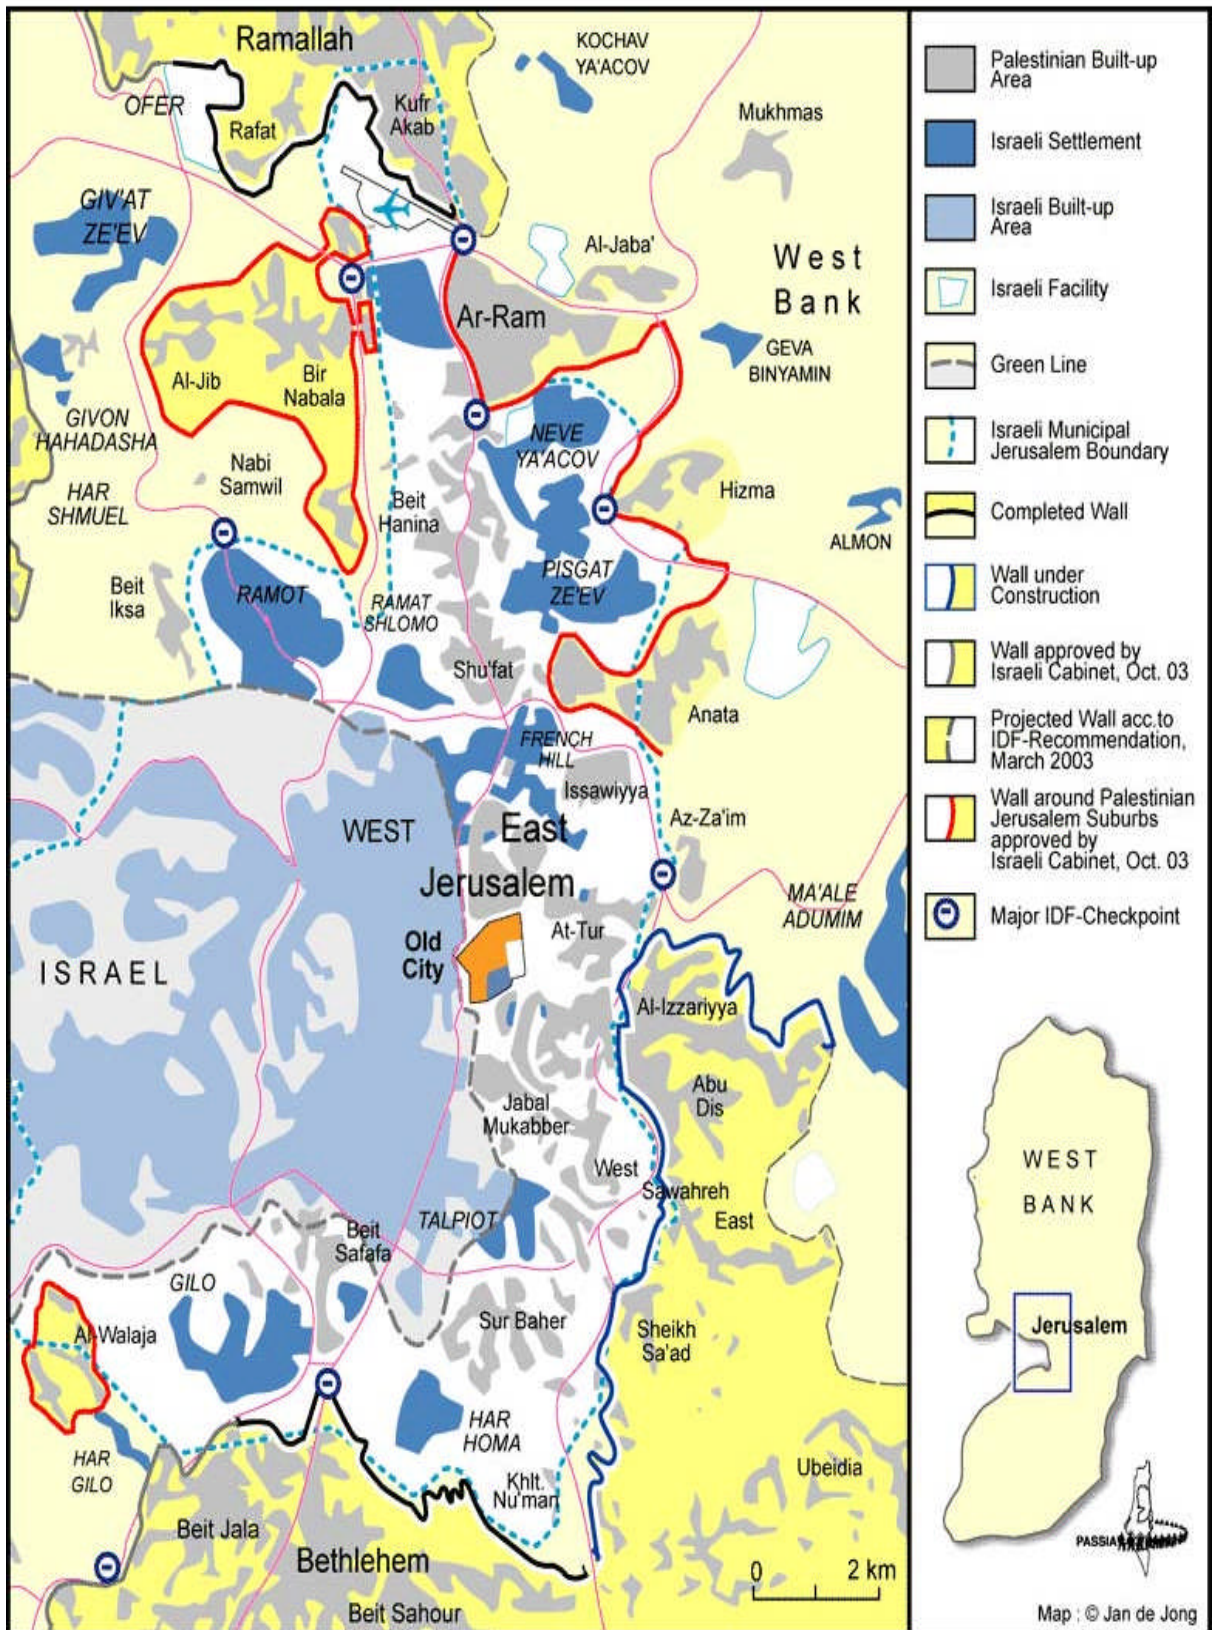 Ramallah
KOCHAV
YA'ACOV
OFER
Rafat
Kufr
Akab
Mukhmas
GIV'AT
ZE'EV
Al-Jaba'
West
Bank
Ar-Ram
GEVA
BINYAMIN
Al-Jib
Bir
Nabala
GIVON
HAHADASHA
NEVE
YA'ACOV
Nabi
Samwil
HAR
SHMUEL
Beit
Hanina
Hizma
ALMON
Beit
Iksa
RAMOT
RAMAT
SHLOMO
PISGAT
ZE'EV
Shu'fat
Anata
FRENCH
HILL
Issawiyya
WEST
East
Jerusalem
Az-Za'im
MA'ALE
ADUMIM
Old
City
At-Tur
ISRAEL
Al-Izzariyya
Abu
Dis
Jabal
Mukabber
West
Sawahreh
East
TALPIOT
Beit
Safafa
GILO
Sur Baher
Sheikh
Sa'ad
Al-Walaja
HAR
HOMA
HAR
GILO
Khlt.
Nu'man
Ubeidia
Beit Jala
Bethlehem
Beit Sahour
0 2 km
Palestinian Built-up
Area
Israeli Settlement
Israeli Built-up
Area
Israeli Facility
Green Line
Israeli Municipal
Jerusalem Boundary
Completed Wall
Wall under
Construction
Wall approved by
Israeli Cabinet, Oct. 03
Projected Wall acc.to
IDF-Recommendation,
March 2003
Wall around Palestinian
Jerusalem Suburbs
approved by
Israeli Cabinet, Oct. 03
Major IDF-Checkpoint
WEST
BANK
Jerusalem
PASSIA
Map : © Jan de Jong